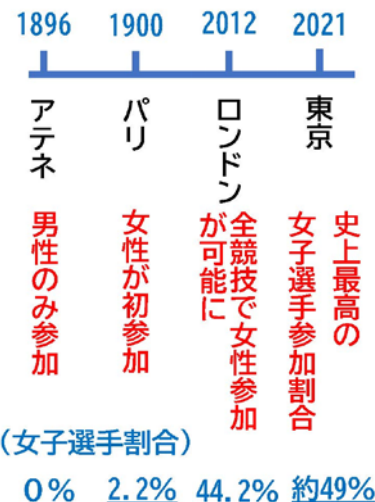 1896 1900 2012 2021
アテネ
男性のみ参加
パリ
女性が初参加
ロンドン
全競技で女性参加
が可能に
東京
史上最高の
女子選手参加割合
(女子選手割合)
0% 2.2% 44.2% 約49%